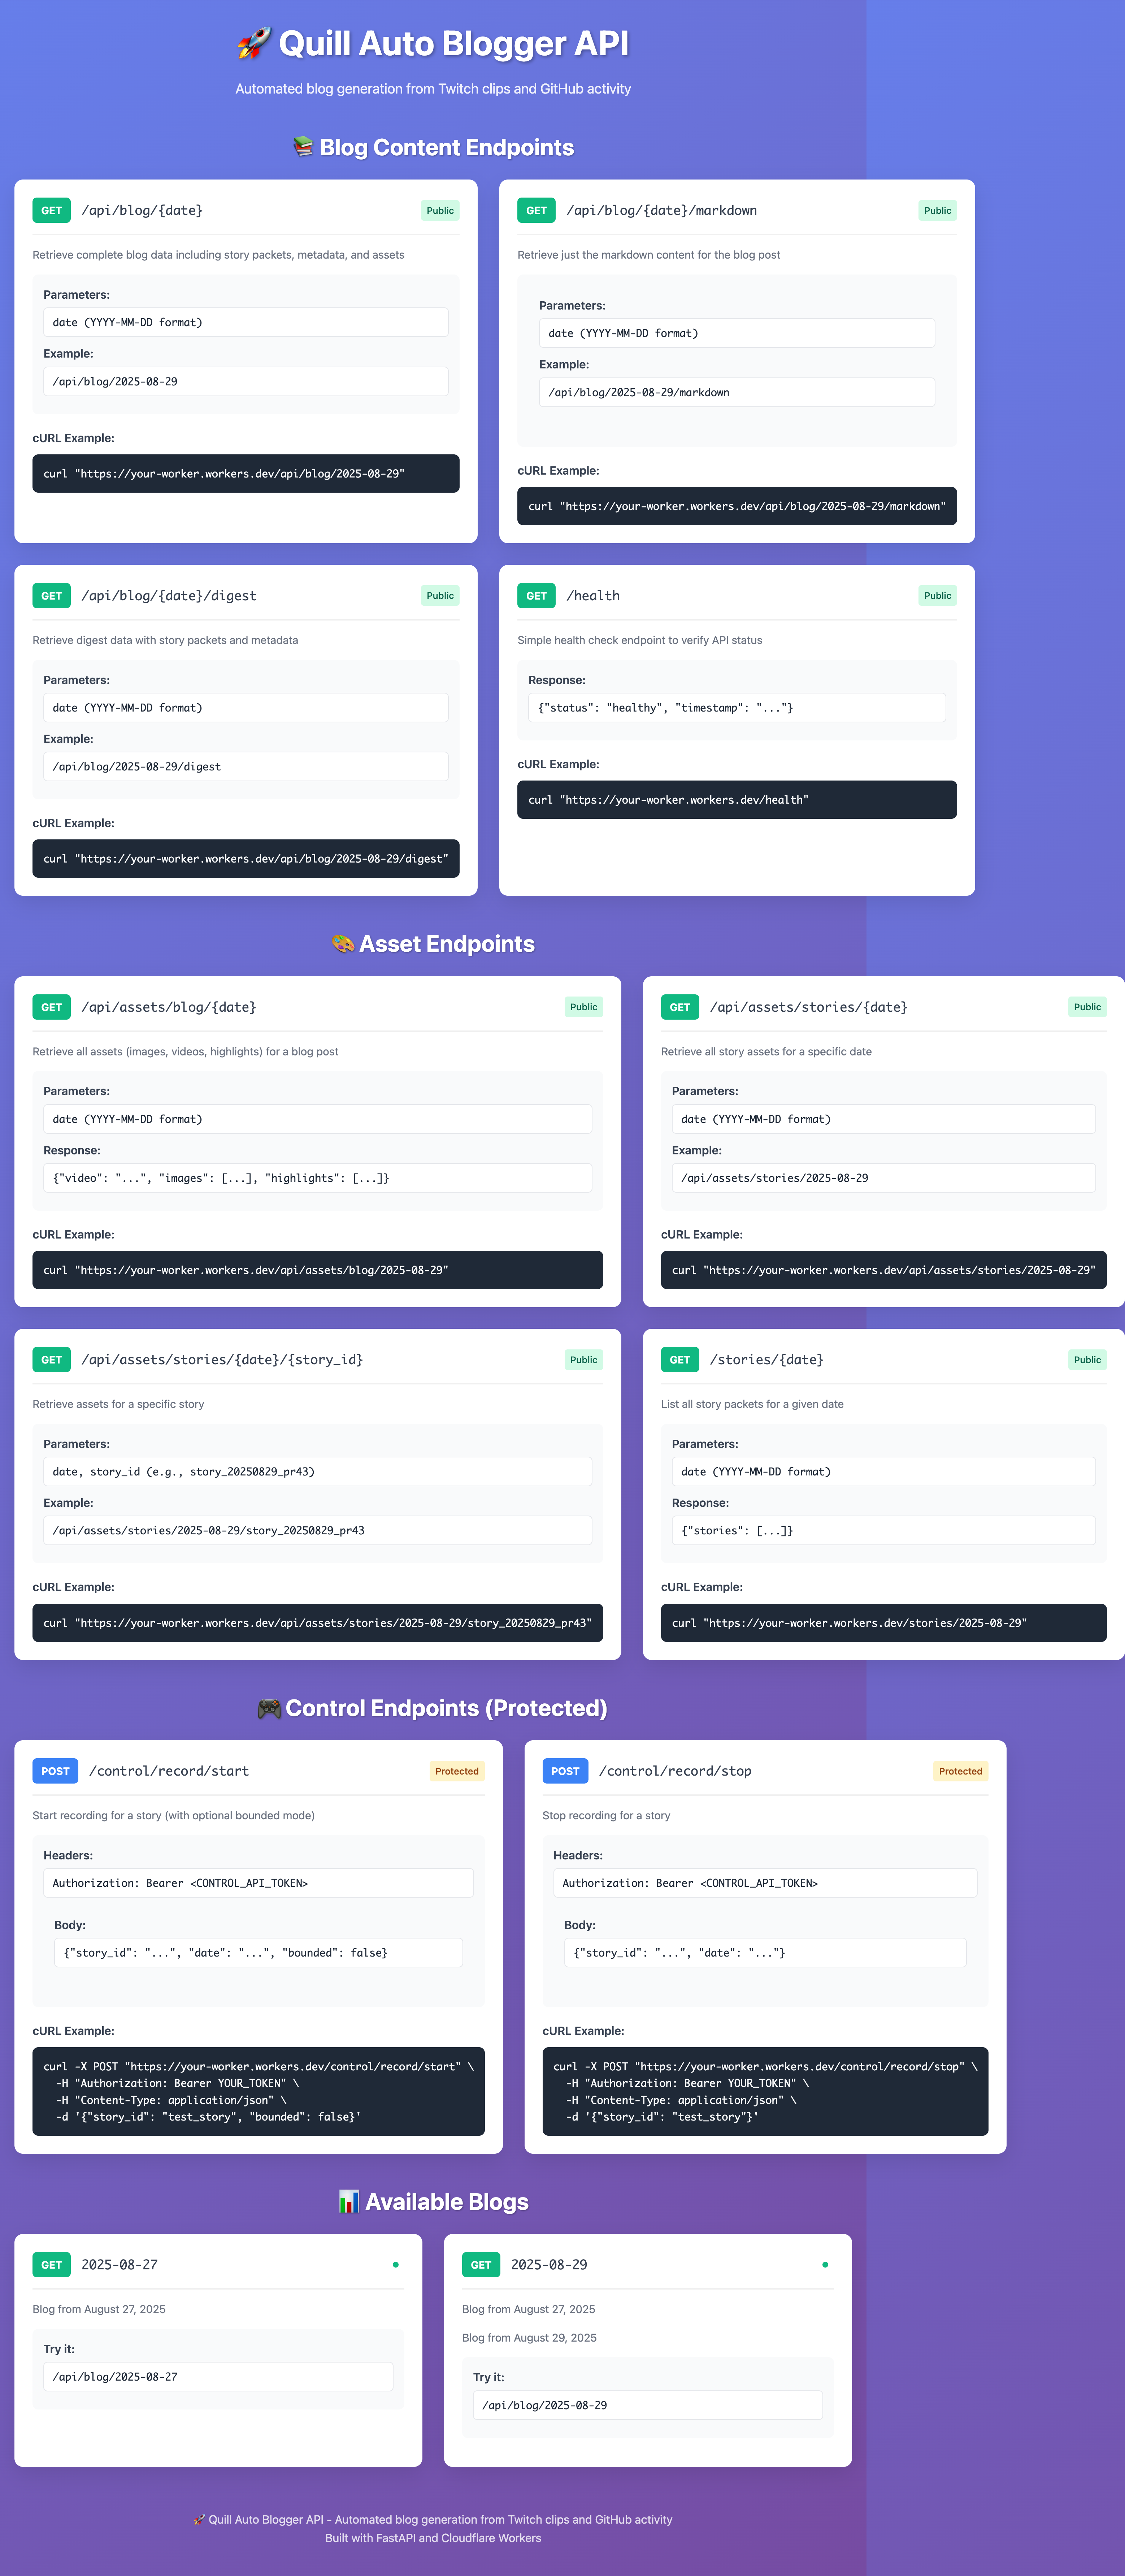 🚀 Quill Auto Blogger API
Automated blog generation from Twitch clips and GitHub activity
📚 Blog Content Endpoints
GET /api/blog/{date} Public
Retrieve complete blog data including story packets, metadata, and assets
Parameters:
date (YYYY-MM-DD format)
Example:
/api/blog/2025-08-29
cURL Example:
curl "https://your-worker.workers.dev/api/blog/2025-08-29"
GET /api/blog/{date}/markdown Public
Retrieve just the markdown content for the blog post
Parameters:
date (YYYY-MM-DD format)
Example:
/api/blog/2025-08-29/markdown
cURL Example:
curl "https://your-worker.workers.dev/api/blog/2025-08-29/markdown"
GET /api/blog/{date}/digest Public
Retrieve digest data with story packets and metadata
Parameters:
date (YYYY-MM-DD format)
Example:
/api/blog/2025-08-29/digest
cURL Example:
curl "https://your-worker.workers.dev/api/blog/2025-08-29/digest"
GET /health Public
Simple health check endpoint to verify API status
Response:
{"status": "healthy", "timestamp": "..."}
cURL Example:
curl "https://your-worker.workers.dev/health"
🎨 Asset Endpoints
GET /api/assets/blog/{date} Public
Retrieve all assets (images, videos, highlights) for a blog post
Parameters:
date (YYYY-MM-DD format)
Response:
{"video": "...", "images": [...], "highlights": [...]}
cURL Example:
curl "https://your-worker.workers.dev/api/assets/blog/2025-08-29"
GET /api/assets/stories/{date} Public
Retrieve all story assets for a specific date
Parameters:
date (YYYY-MM-DD format)
Example:
/api/assets/stories/2025-08-29
cURL Example:
curl "https://your-worker.workers.dev/api/assets/stories/2025-08-29"
GET /api/assets/stories/{date}/{story_id} Public
Retrieve assets for a specific story
Parameters:
date, story_id (e.g., story_20250829_pr43)
Example:
/api/assets/stories/2025-08-29/story_20250829_pr43
cURL Example:
curl "https://your-worker.workers.dev/api/assets/stories/2025-08-29/story_20250829_pr43"
GET /stories/{date} Public
List all story packets for a given date
Parameters:
date (YYYY-MM-DD format)
Response:
{"stories": [...]}
cURL Example:
curl "https://your-worker.workers.dev/stories/2025-08-29"
🎮 Control Endpoints (Protected)
POST /control/record/start Protected
Start recording for a story (with optional bounded mode)
Headers:
Authorization: Bearer <CONTROL_API_TOKEN>
Body:
{"story_id": "...", "date": "...", "bounded": false}
cURL Example:
curl -X POST "https://your-worker.workers.dev/control/record/start" \
-H "Authorization: Bearer YOUR_TOKEN" \
-H "Content-Type: application/json" \
-d '{"story_id": "test_story", "bounded": false}'
POST /control/record/stop Protected
Stop recording for a story
Headers:
Authorization: Bearer <CONTROL_API_TOKEN>
Body:
{"story_id": "...", "date": "..."}
cURL Example:
curl -X POST "https://your-worker.workers.dev/control/record/stop" \
-H "Authorization: Bearer YOUR_TOKEN" \
-H "Content-Type: application/json" \
-d '{"story_id": "test_story"}'
📊 Available Blogs
GET 2025-08-27
Blog from August 27, 2025
Try it:
/api/blog/2025-08-27
GET 2025-08-29
Blog from August 27, 2025
Blog from August 29, 2025
Try it:
/api/blog/2025-08-29
🚀 Quill Auto Blogger API - Automated blog generation from Twitch clips and GitHub activity
Built with FastAPI and Cloudflare Workers